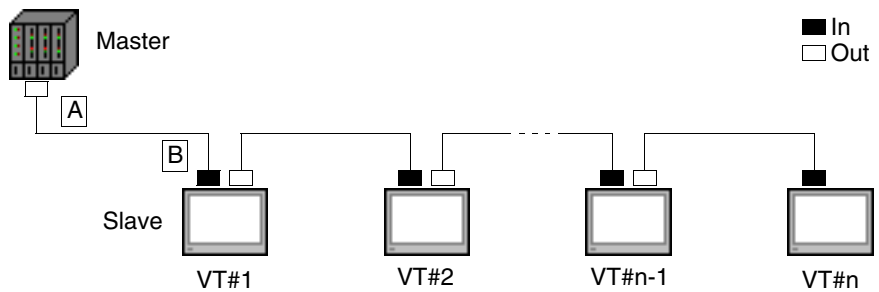 Master
In
Out
A
B
Slave
VT#1
VT#2
VT#n-1
VT#n